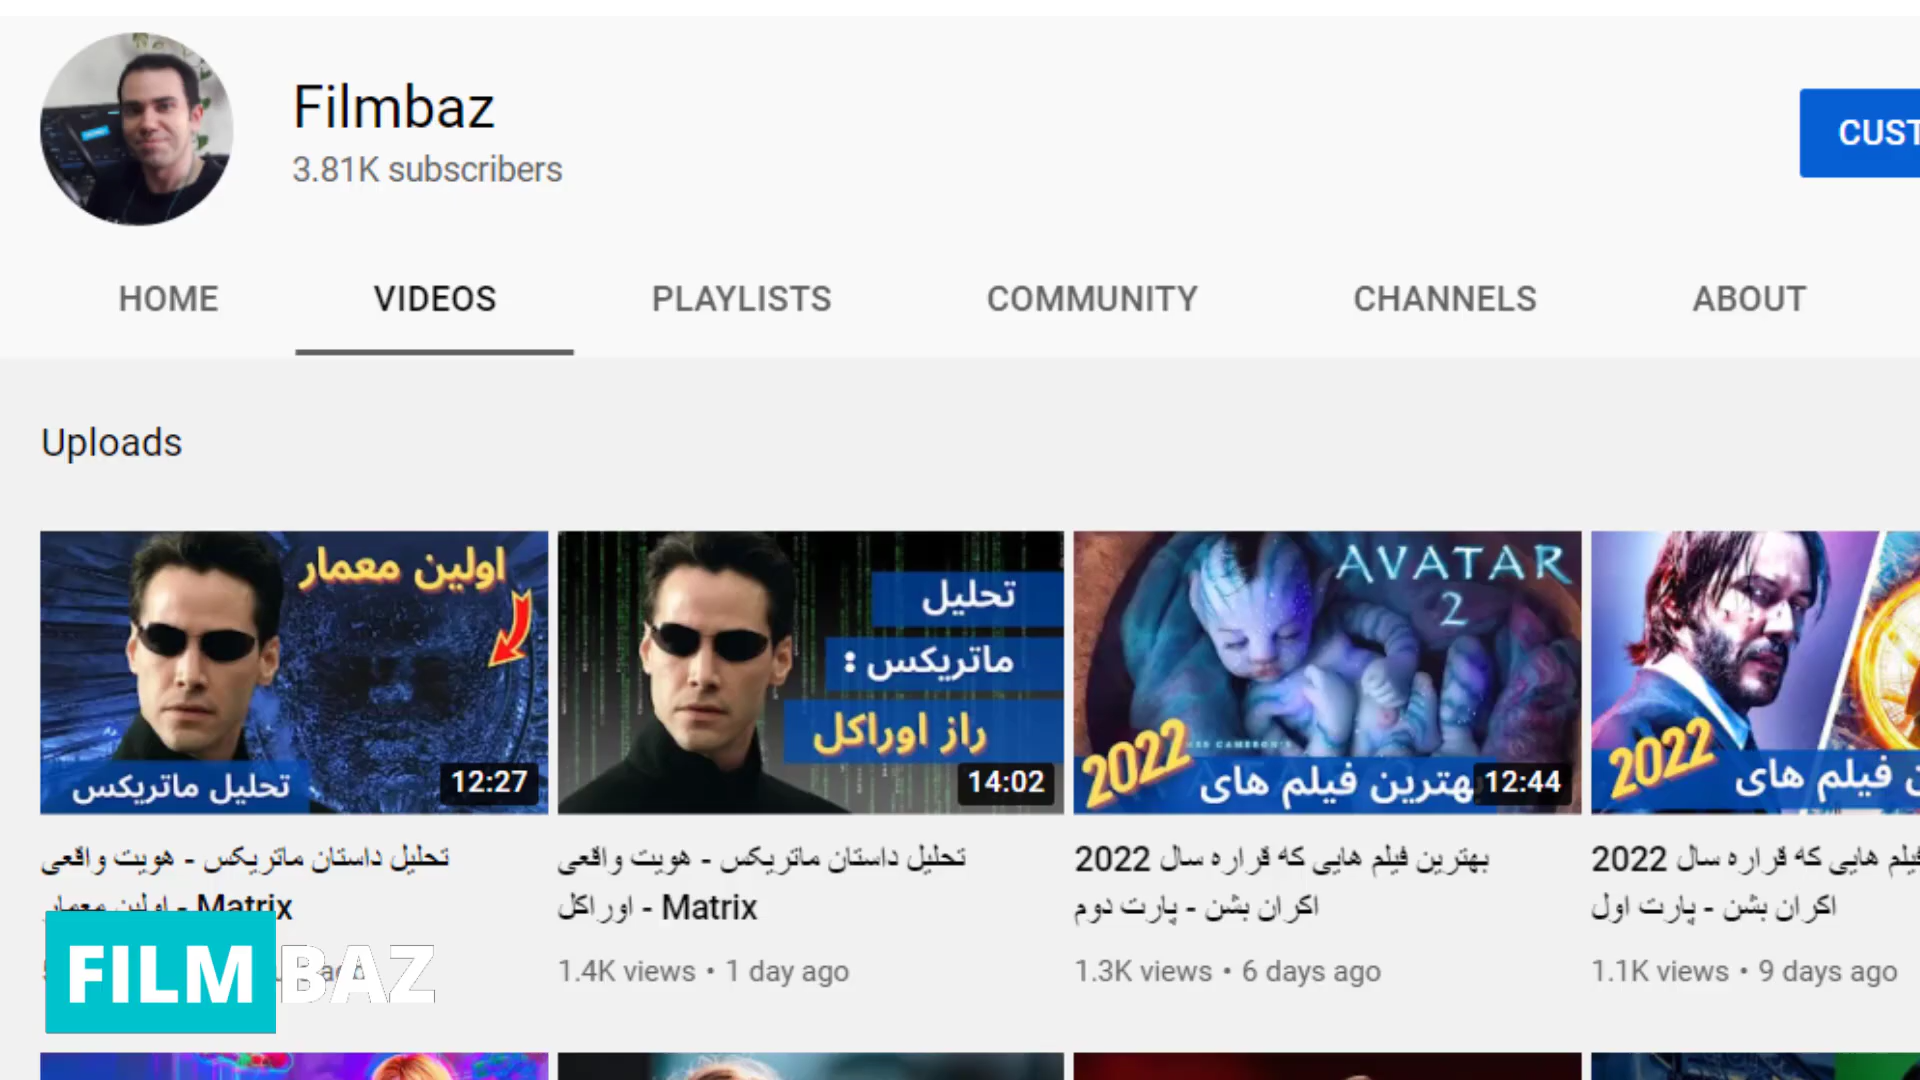 Filmbaz
3.81K subscribers
CUST
HOME
VIDEOS
PLAYLISTS
COMMUNITY
CHANNELS
ABOUT
Uploads
اولین معمار
تحلیل ماتریکس
12:27
تحلیل
ماتریکس :
راز اوراکل
14:02
AVATAR
2
2022
بهترین فیلم های
12:44
2022
فیلم های
تحلیل داستان ماتریکس - هویت واقعی
اولین معمار - Matrix
تحلیل داستان ماتریکس - هویت واقعی
اوراکل - Matrix
1.4K views • 1 day ago
بهترین فیلم هایی که قراره سال 2022
اکران بشن - پارت دوم
1.3K views • 6 days ago
فیلم هایی که قراره سال 2022
اکران بشن - پارت اول
1.1K views • 9 days ago
FILMBAZ